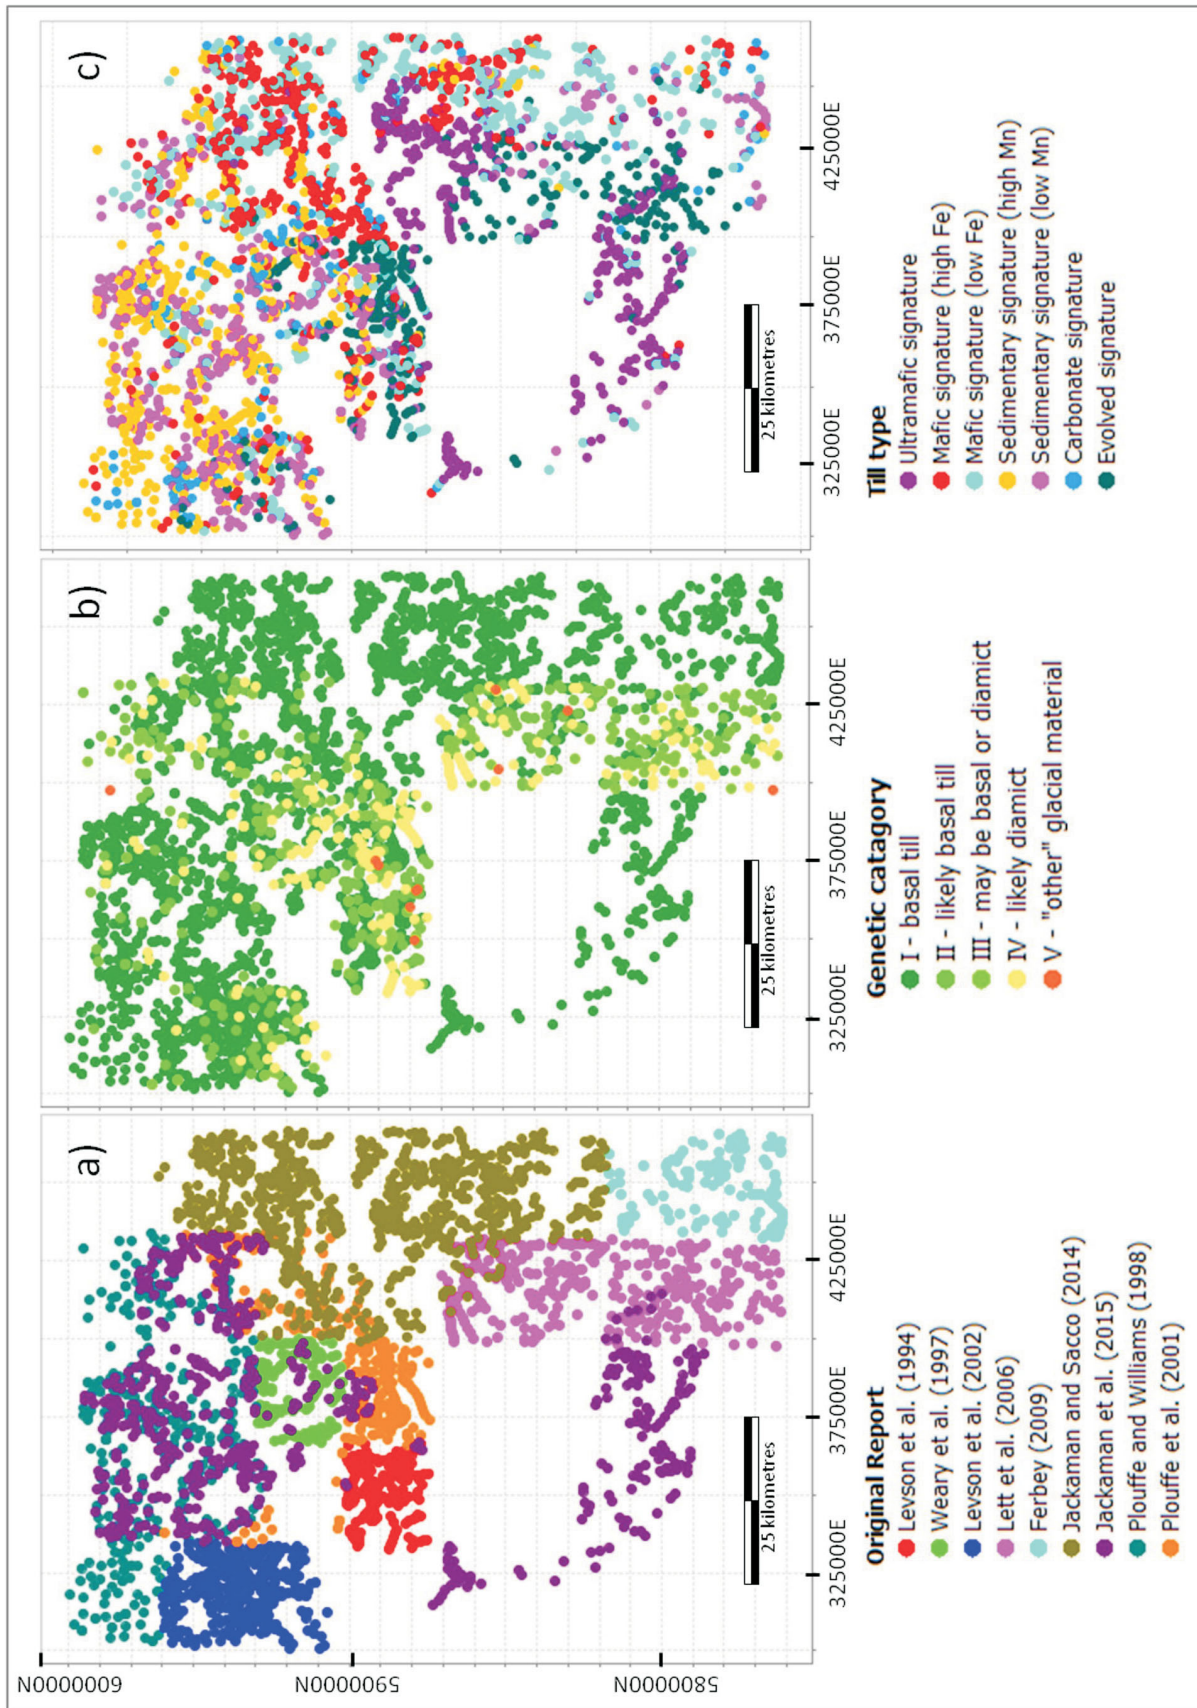 a)
6000000N
5900000N
5800000N
325000E
375000E
425000E
25 kilometres
Original Report
Levson et al. (1994)
Weary et al. (1997)
Levson et al. (2002)
Lett et al. (2006)
Ferbey (2009)
Jackaman and Sacco (2014)
Jackaman et al. (2015)
Plouffe and Williams (1998)
Plouffe et al. (2001)
b)
325000E
375000E
425000E
25 kilometres
Genetic catagory
I - basal till
II - likely basal till
III - may be basal or diamict
IV - likely diamict
V - "other" glacial material
c)
325000E
375000E
425000E
25 kilometres
Till type
Ultramafic signature
Mafic signature (high Fe)
Mafic signature (low Fe)
Sedimentary signature (high Mn)
Sedimentary signature (low Mn)
Carbonate signature
Evolved signature